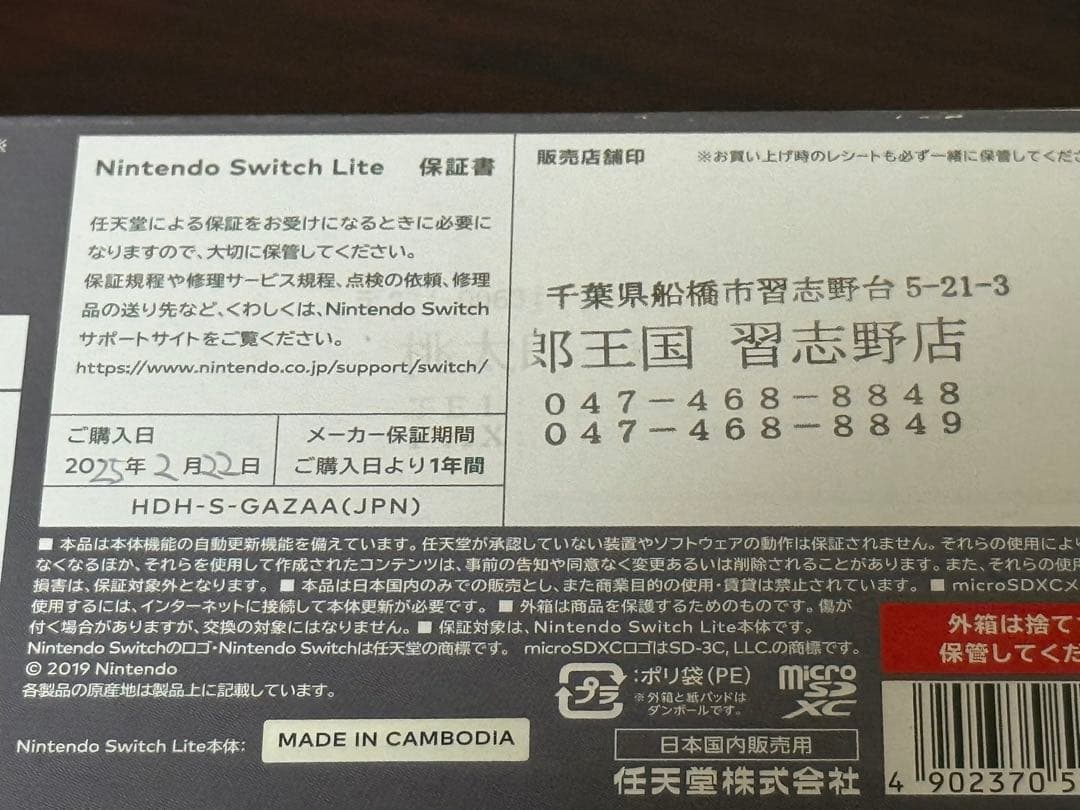 ※
Nintendo Switch Lite 保証書
任天堂による保証をお受けになるときに必要に
なりますので、大切に保管してください。
保証規程や修理サービス規程、点検の依頼、修理
品の送り先など、くわしくは、Nintendo Switch
サポートサイトをご覧ください。
https://www.nintendo.co.jp/support/switch/
ご購入日
2025年2月22日
メーカー保証期間
ご購入日より1年間
HDH-S-GAZAA(JPN)
販売店舗印 ※お買い上げ時のレシートも必ず一緒に保管してくださ
千葉県船橋市習志野台5-21-3
郎王国 習志野店
047-468-8848
047-468-8849
■ 本品は本体機能の自動更新機能を備えています。任天堂が承認していない装置やソフトウェアの動作は保証されません。それらの使用により
なくなるほか、それらを使用して作成されたコンテンツは、事前の告知や同意なく変更あるいは削除されることがあります。また、それらの使用
損害は、保証対象外となります。 ■ 本品は日本国内のみでの販売とし、また商業目的の使用・賃貸は禁止されています。 ■ microSDXCメ
使用するには、インターネットに接続して本体更新が必要です。 ■ 外箱は商品を保護するためのものです。傷が
付く場合がありますが、交換の対象にはなりません。 ■ 保証対象は、Nintendo Switch Lite本体です。
Nintendo Switchのロゴ・Nintendo Switchは任天堂の商標です。 microSDXCロゴはSD-3C, LLC.の商標です。
© 2019 Nintendo
各製品の原産地は製品上に記載しています。
プラ
:ポリ袋(PE)
※外箱と紙パッドは
ダンボールです。
micro
SD
XC
外箱は捨て
保管してくだ
Nintendo Switch Lite本体:
MADE IN CAMBODIA
日本国内販売用
任天堂株式会社
4 902370 5